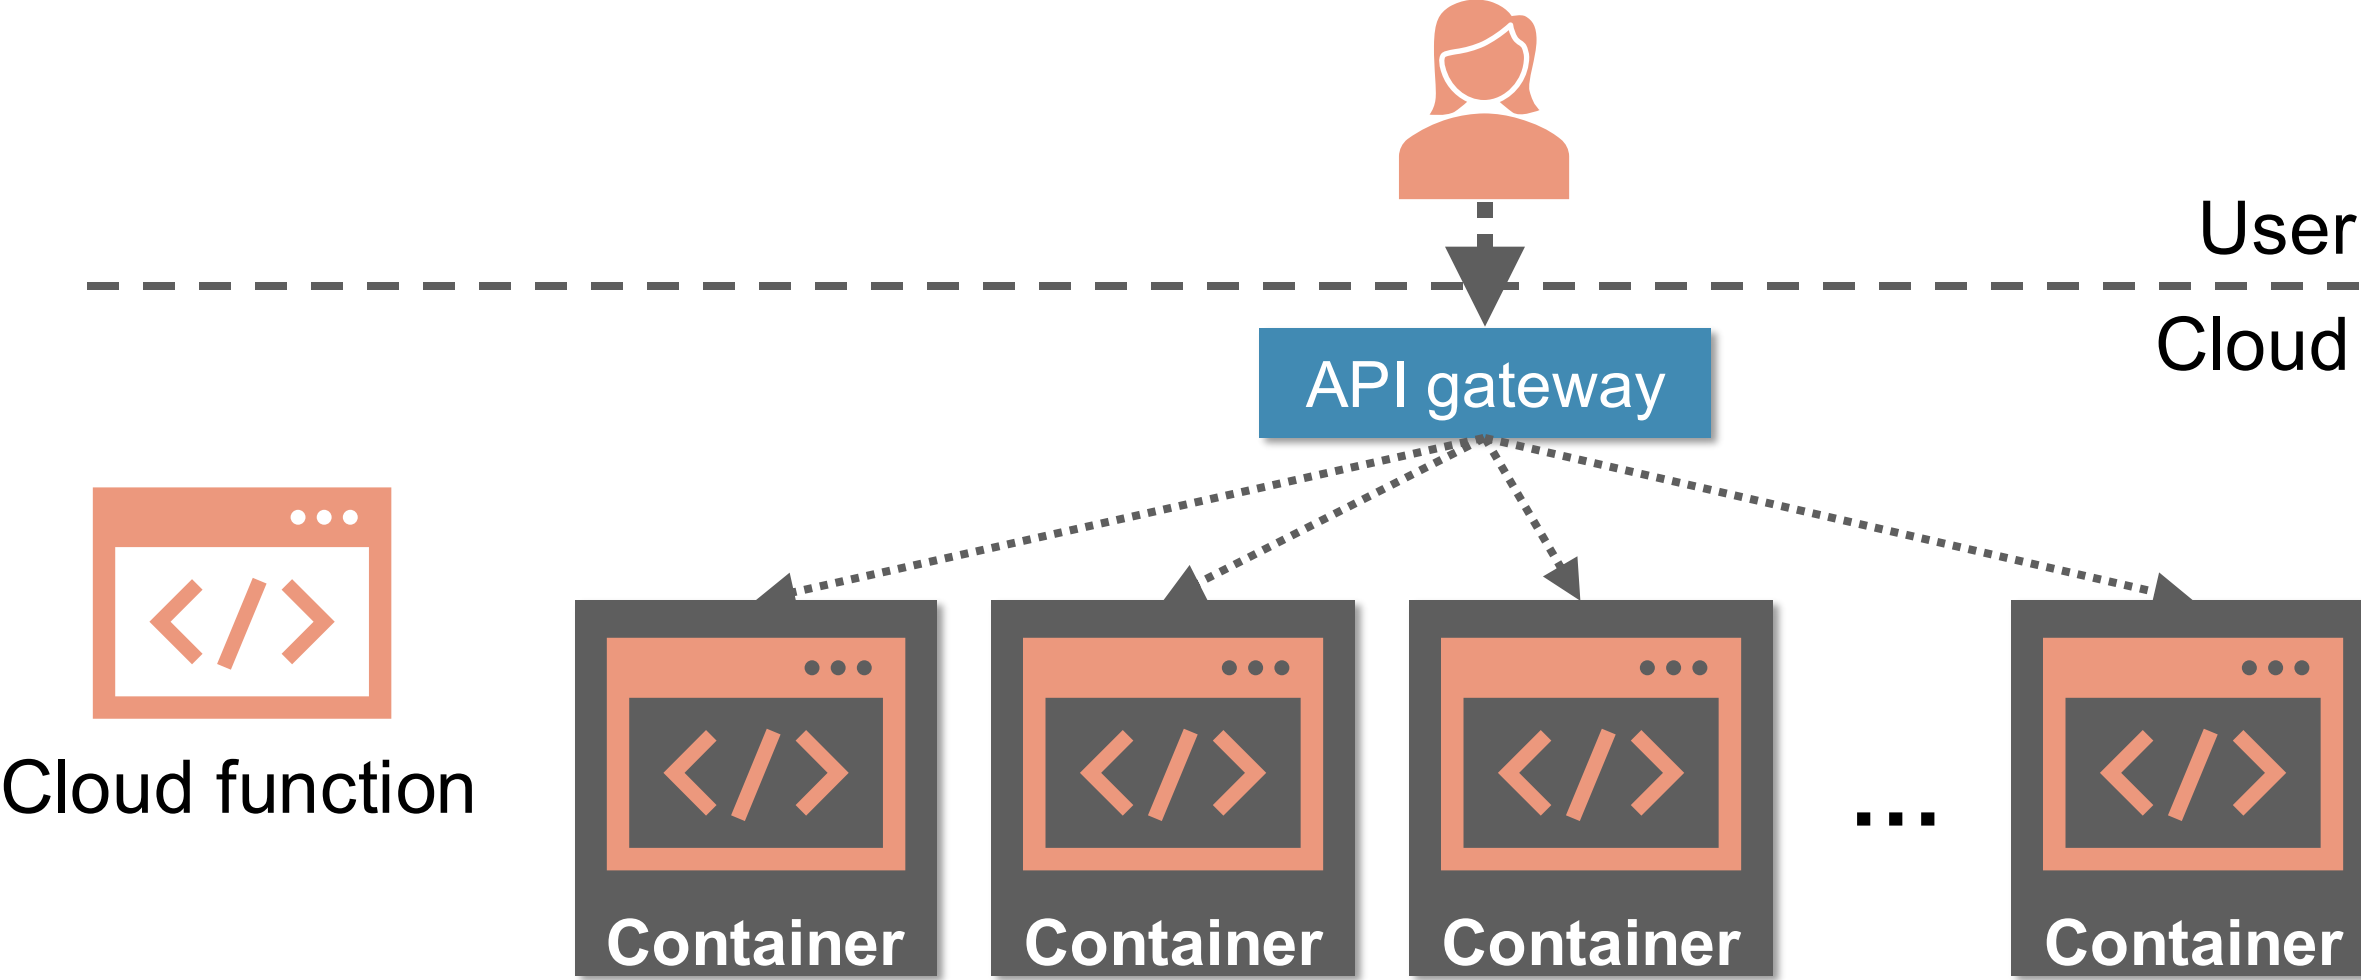 User
Cloud
API gateway
Cloud function
...
Container
Container
Container
Container